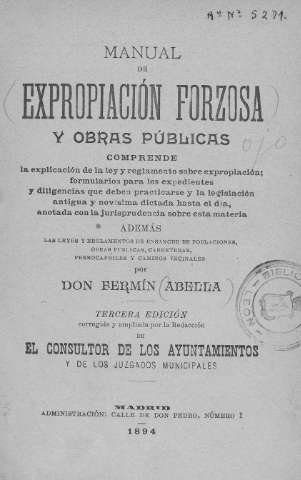 Aº Nº 5271.
MANUAL
DE
EXPROPIACIÓN FORZOSA
Y OBRAS PÚBLICAS
COMPRENDE
la explicación de la ley y reglamento sobre expropiación;
formularios para los expedientes
y diligencias que deben practicarse y la legislación
antigua y novísima dictada hasta el día,
anotada con la jurisprudencia sobre esta materia
ADEMÁS
LAS LEYES Y REGLAMENTOS DE ENSANCHE DE POBLACIONES,
OBRAS PÚBLICAS, CARRETERAS,
FERROCARRILES Y CAMINOS VECINALES
por
DON FERMÍN ABELLA
TERCERA EDICIÓN
corregida y ampliada por la Redacción
DE
EL CONSULTOR DE LOS AYUNTAMIENTOS
Y DE LOS JUZGADOS MUNICIPALES
MADRID
ADMINISTRACIÓN: CALLE DE DON PEDRO, NÚMERO 1
1894